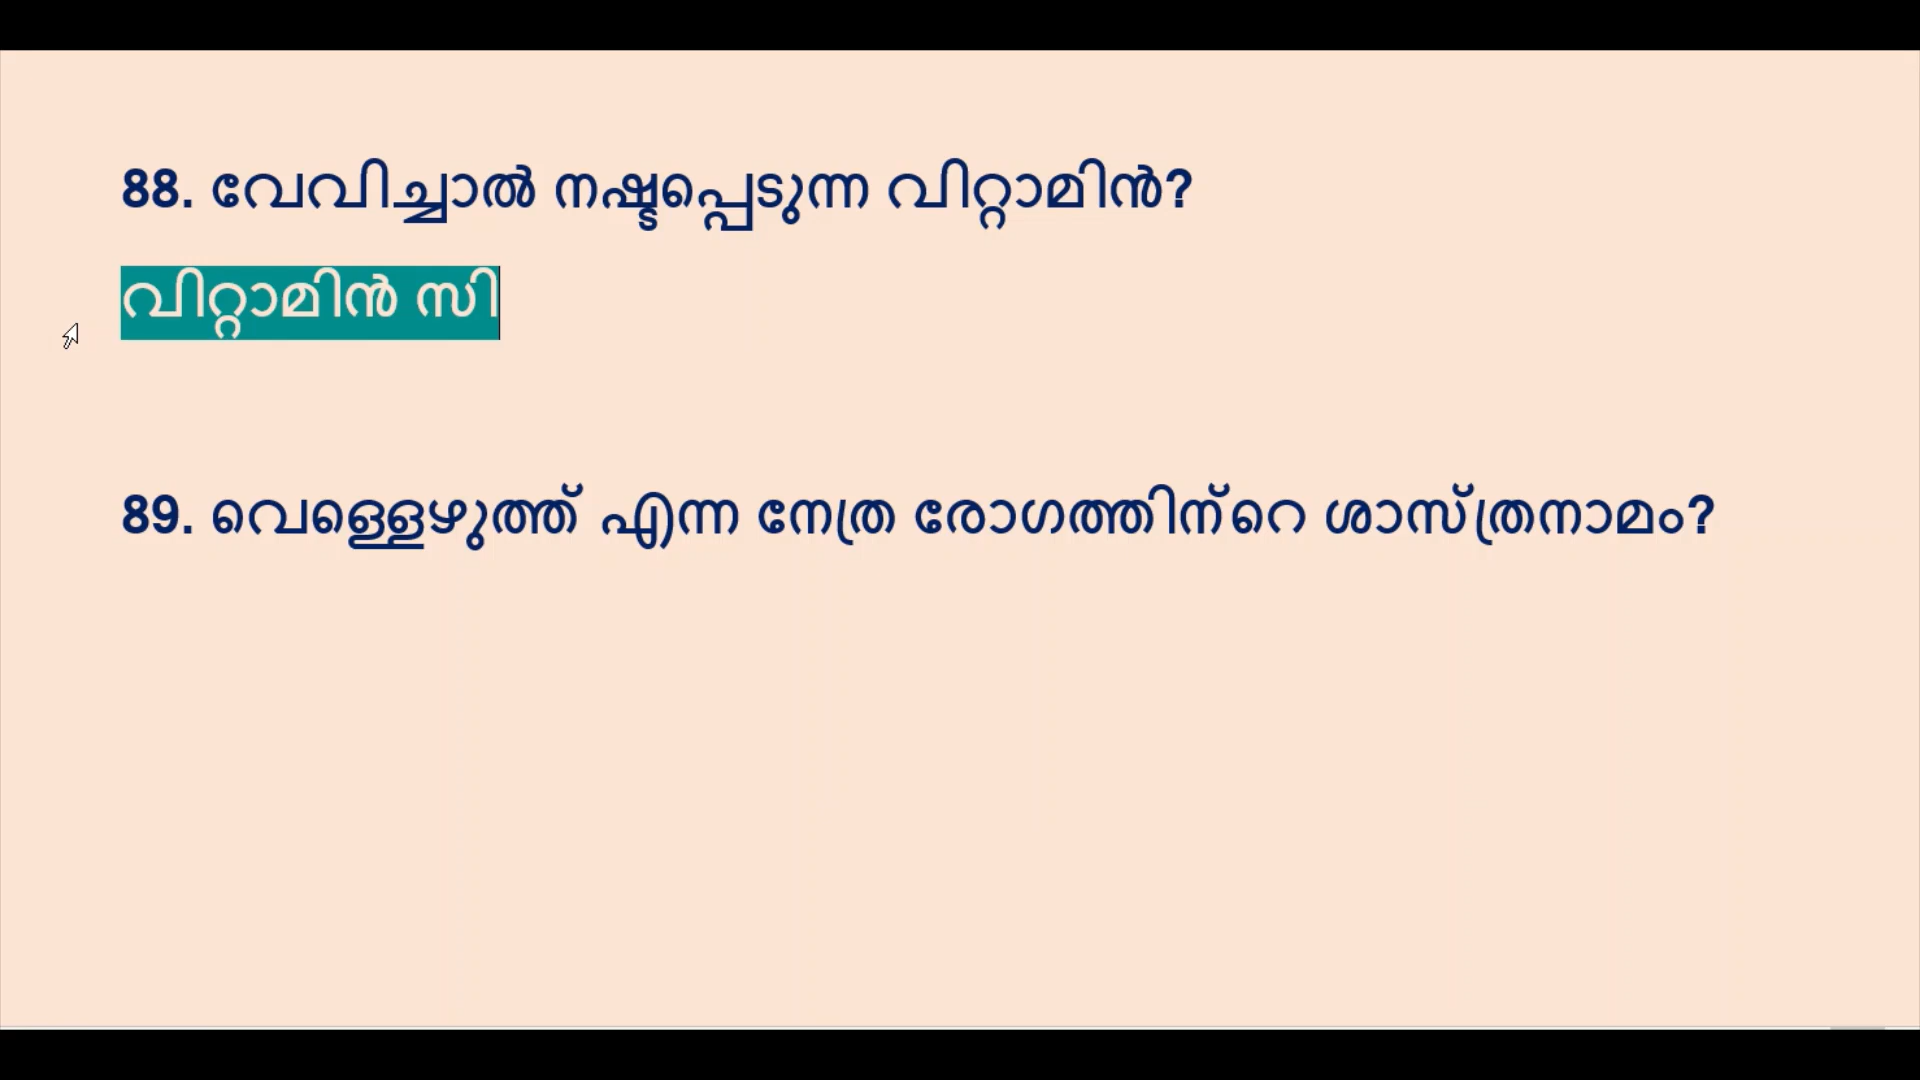 88. വേവിച്ചാൽ നഷ്ടപ്പെടുന്ന വിറ്റാമിൻ?
വിറ്റാമിൻ സി
89. വെള്ളെഴുത്ത് എന്ന നേത്ര രോഗത്തിന്റെ ശാസ്ത്രനാമം?